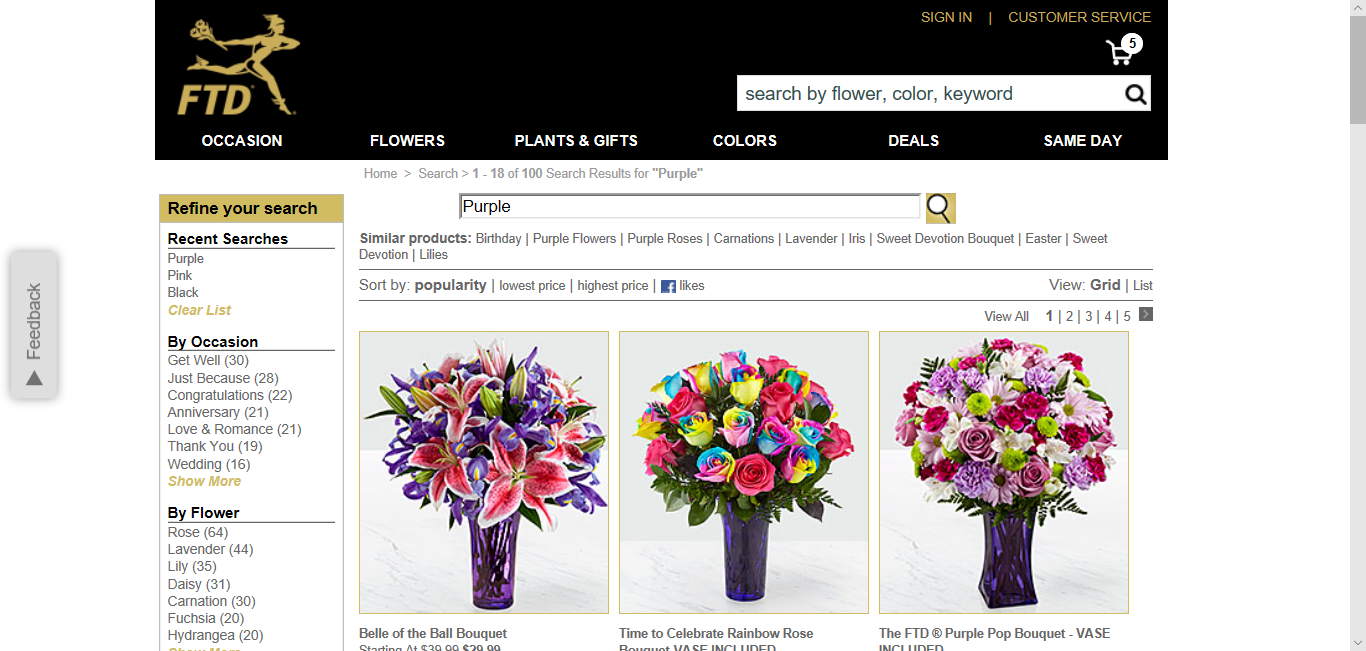 SIGN IN | CUSTOMER SERVICE
5
FTD
search by flower, color, keyword
OCCASION FLOWERS PLANTS & GIFTS COLORS DEALS SAME DAY
Home > Search > 1 - 18 of 100 Search Results for "Purple"
Refine your search
Recent Searches
Purple
Pink
Black
Clear List
By Occasion
Get Well (30)
Just Because (28)
Congratulations (22)
Anniversary (21)
Love & Romance (21)
Thank You (19)
Wedding (16)
Show More
By Flower
Rose (64)
Lavender (44)
Lily (35)
Daisy (31)
Carnation (30)
Fuchsia (20)
Hydrangea (20)
Show More
Feedback
Purple
Similar products: Birthday | Purple Flowers | Purple Roses | Carnations | Lavender | Iris | Sweet Devotion Bouquet | Easter | Sweet
Devotion | Lilies
Sort by: popularity | lowest price | highest price | f likes
View: Grid | List
View All 1 | 2 | 3 | 4 | 5 >
Belle of the Ball Bouquet
Starting At $39.99 $29.99
Time to Celebrate Rainbow Rose
Bouquet-VASE INCLUDED
The FTD ® Purple Pop Bouquet - VASE
INCLUDED